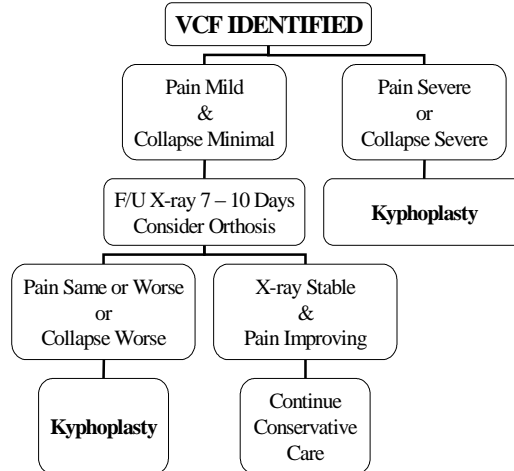 VCF IDENTIFIED
Pain Mild
&
Collapse Minimal
Pain Severe
or
Collapse Severe
F/U X-ray 7 – 10 Days
Consider Orthosis
Kyphoplasty
Pain Same or Worse
or
Collapse Worse
X-ray Stable
&
Pain Improving
Kyphoplasty
Continue
Conservative
Care